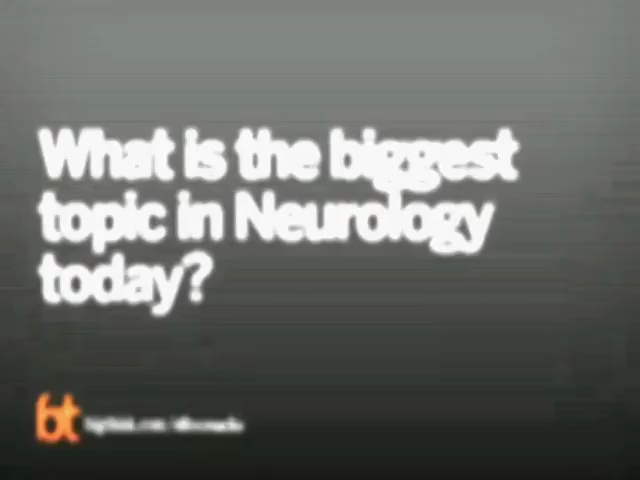 What is the biggest
topic in Neurology
today?
bt